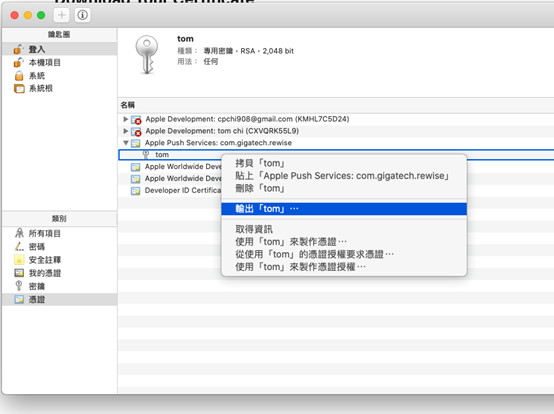 Download Your Certificate
鑰匙圈
登入
本機項目
系統
系統根
類別
所有項目
密碼
安全註釋
我的憑證
密鑰
憑證
tom
種類： 專用密鑰，RSA，2,048 bit
用法： 任何
名稱
Apple Development: cpchi908@gmail.com (KMHL7C5D24)
Apple Development: tom chi (CXVQRK55L9)
Apple Push Services: com.gigatech.rewise
tom
Apple Worldwide Deve
Apple Worldwide Deve
Developer ID Certifica
拷貝「tom」
貼上「Apple Push Services: com.gigatech.rewise」
刪除「tom」
輸出「tom」…
取得資訊
使用「tom」來製作憑證…
從使用「tom」的憑證授權要求憑證…
使用「tom」來製作憑證授權…